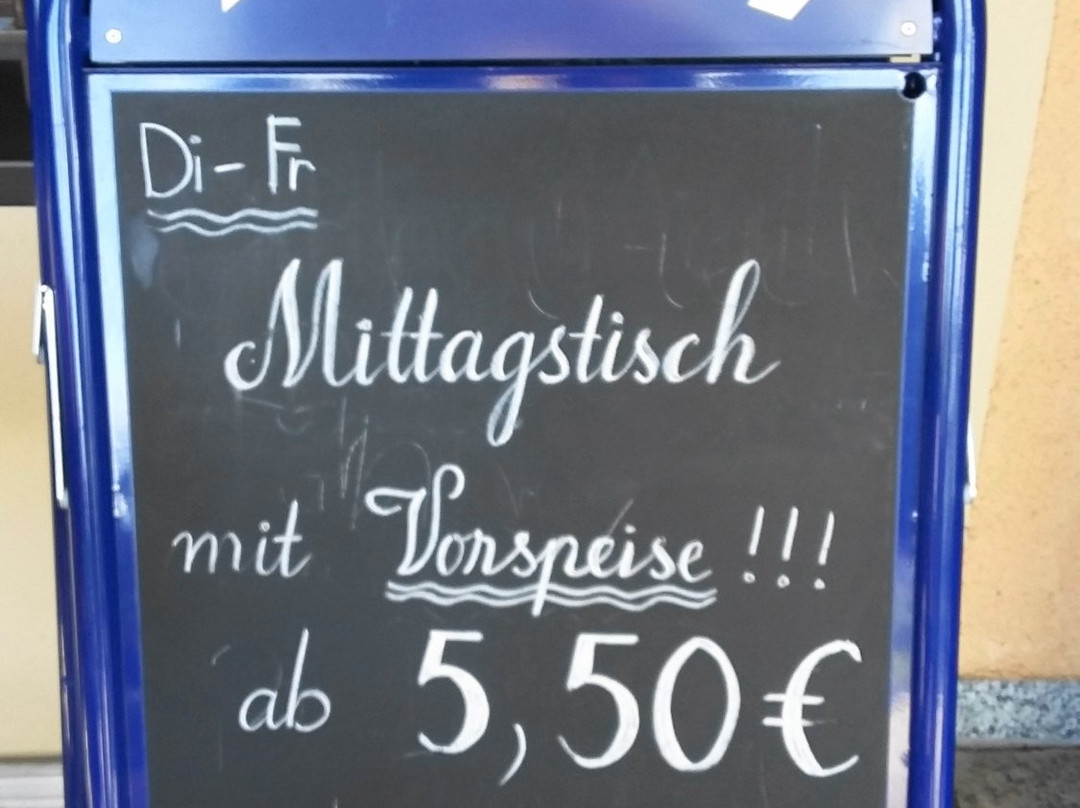 Di - Fr
Mittagstisch
mit Vorspeise !!!
ab 5,50 €